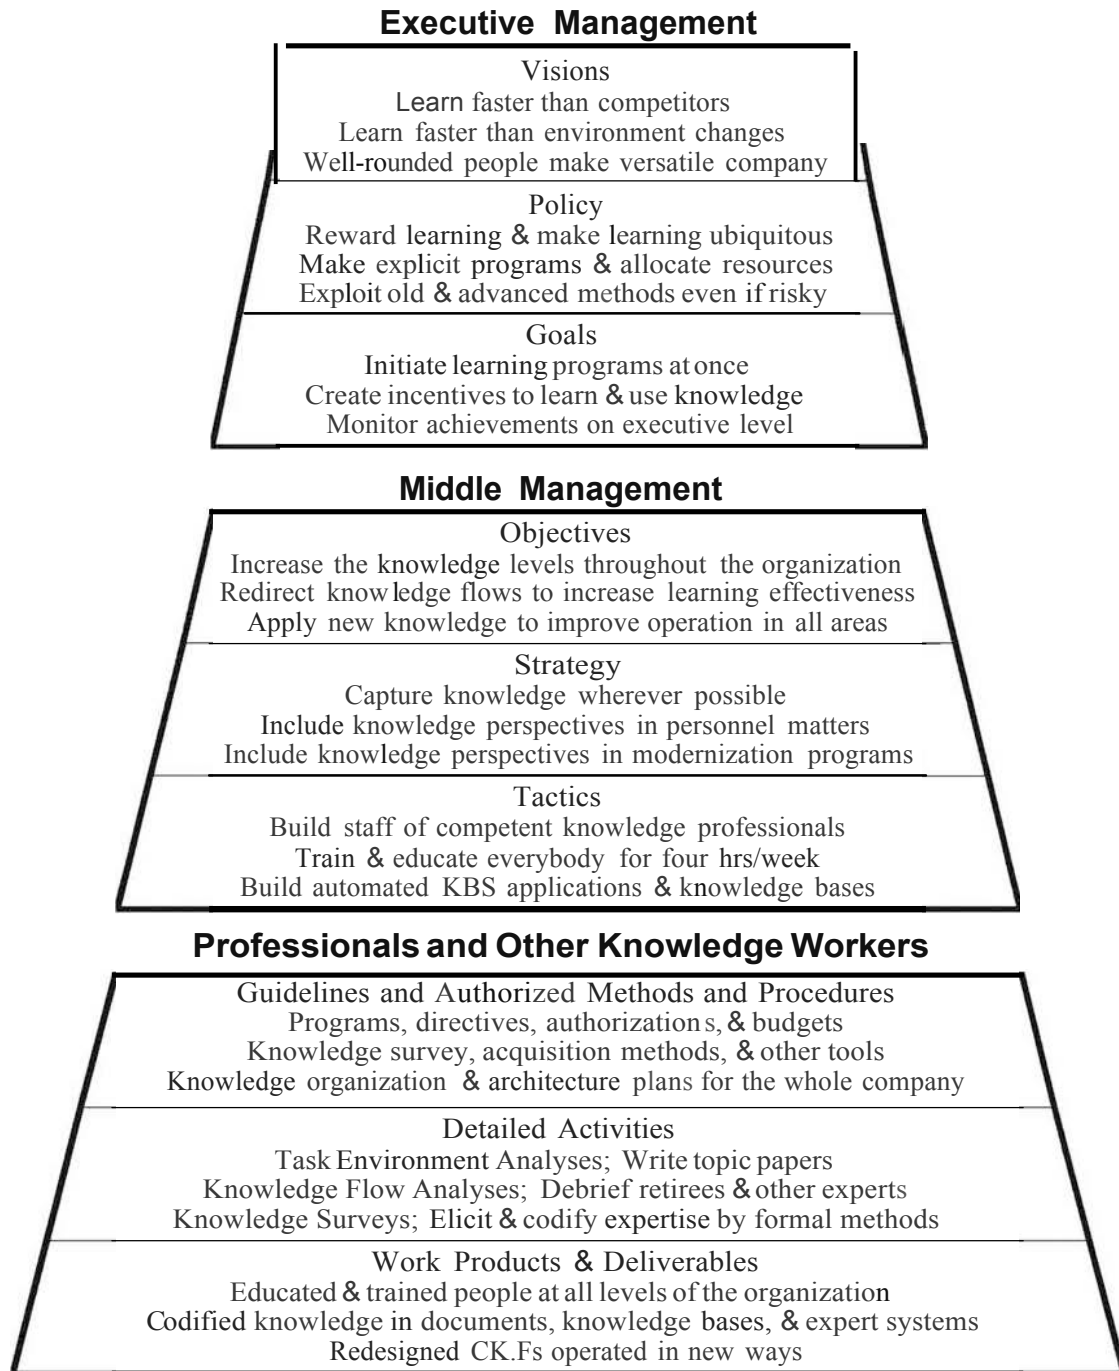 Executive Management
Visions
Learn faster than competitors
Learn faster than environment changes
Well-rounded people make versatile company
Policy
Reward learning & make learning ubiquitous
Make explicit programs & allocate resources
Exploit old & advanced methods even if risky
Goals
Initiate learning programs at once
Create incentives to learn & use knowledge
Monitor achievements on executive level
Middle Management
Objectives
Increase the knowledge levels throughout the organization
Redirect knowledge flows to increase learning effectiveness
Apply new knowledge to improve operation in all areas
Strategy
Capture knowledge wherever possible
Include knowledge perspectives in personnel matters
Include knowledge perspectives in modernization programs
Tactics
Build staff of competent knowledge professionals
Train & educate everybody for four hrs/week
Build automated KBS applications & knowledge bases
Professionals and Other Knowledge Workers
Guidelines and Authorized Methods and Procedures
Programs, directives, authorizations, & budgets
Knowledge survey, acquisition methods, & other tools
Knowledge organization & architecture plans for the whole company
Detailed Activities
Task Environment Analyses; Write topic papers
Knowledge Flow Analyses; Debrief retirees & other experts
Knowledge Surveys; Elicit & codify expertise by formal methods
Work Products & Deliverables
Educated & trained people at all levels of the organization
Codified knowledge in documents, knowledge bases, & expert systems
Redesigned CK.Fs operated in new ways